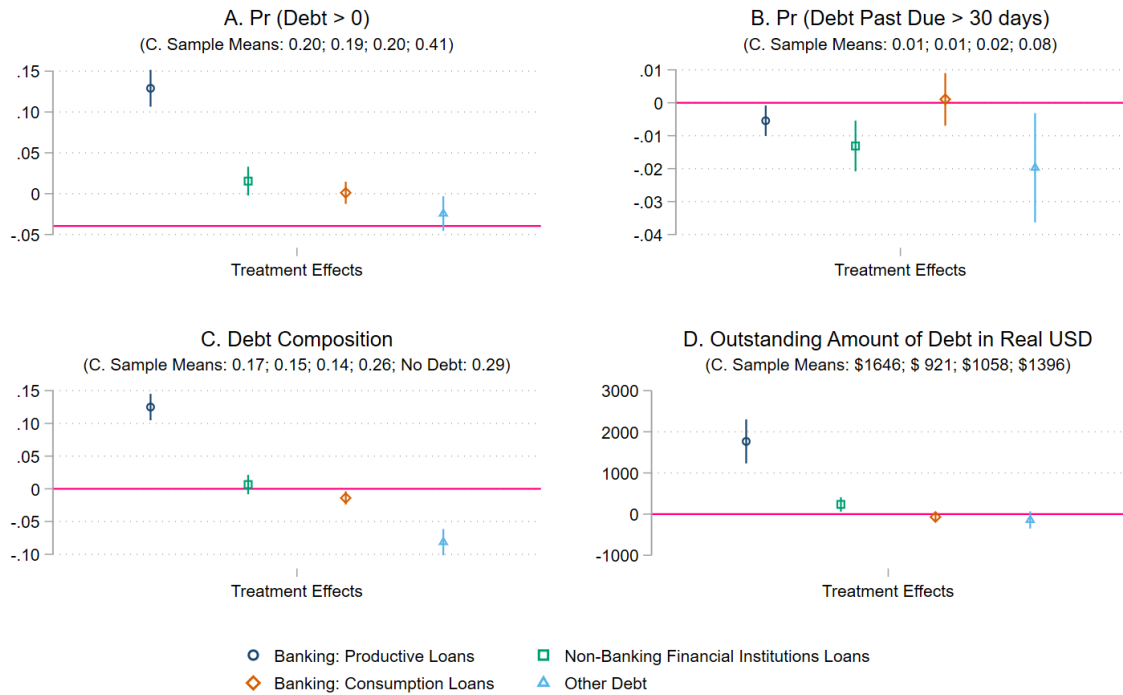 A. Pr (Debt > 0)
(C. Sample Means: 0.20; 0.19; 0.20; 0.41)
.15
.10
.05
0
-.05
Treatment Effects
B. Pr (Debt Past Due > 30 days)
(C. Sample Means: 0.01; 0.01; 0.02; 0.08)
.01
0
-.01
-.02
-.03
-.04
Treatment Effects
C. Debt Composition
(C. Sample Means: 0.17; 0.15; 0.14; 0.26; No Debt: 0.29)
.15
.10
.05
0
-.05
-.10
Treatment Effects
D. Outstanding Amount of Debt in Real USD
(C. Sample Means: $1646; $ 921; $1058; $1396)
3000
2000
1000
0
-1000
Treatment Effects
Banking: Productive Loans
Non-Banking Financial Institutions Loans
Banking: Consumption Loans
Other Debt